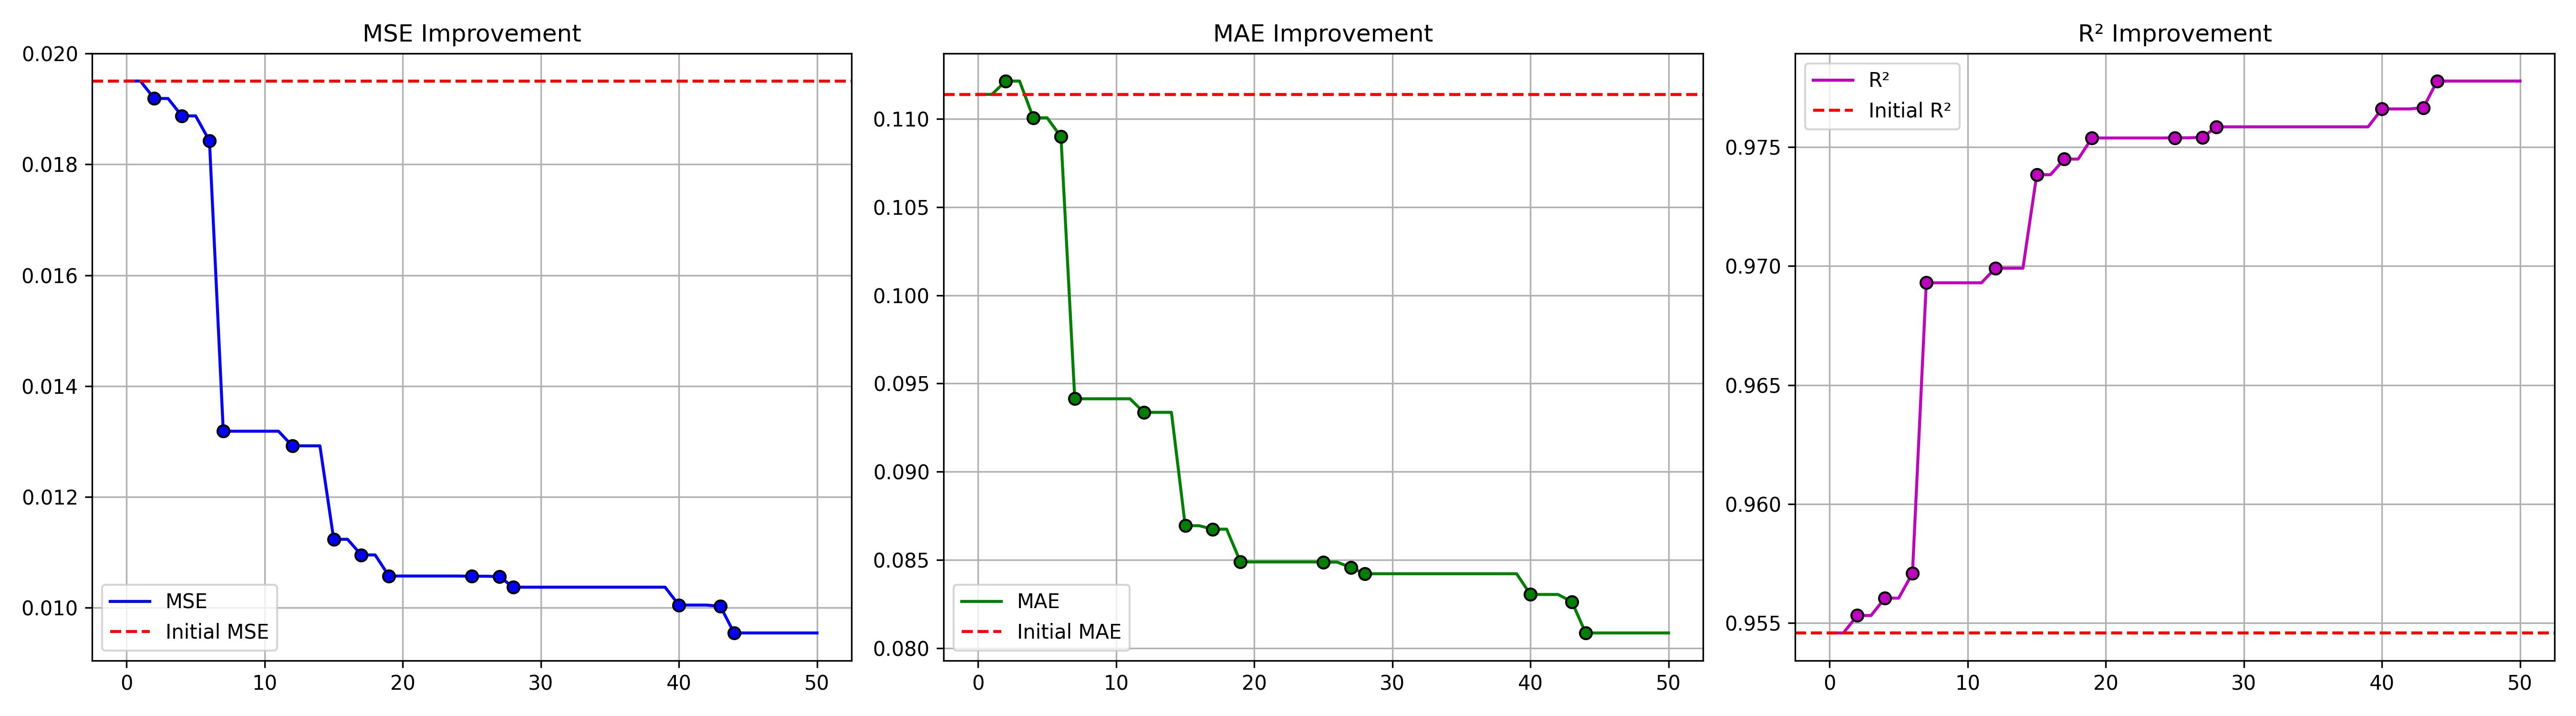 MSE Improvement
0.020
0.018
0.016
0.014
0.012
0.010
MSE
Initial MSE
0 10 20 30 40 50
MAE Improvement
0.110
0.105
0.100
0.095
0.090
0.085
0.080
MAE
Initial MAE
0 10 20 30 40 50
R² Improvement
R²
Initial R²
0.975
0.970
0.965
0.960
0.955
0 10 20 30 40 50